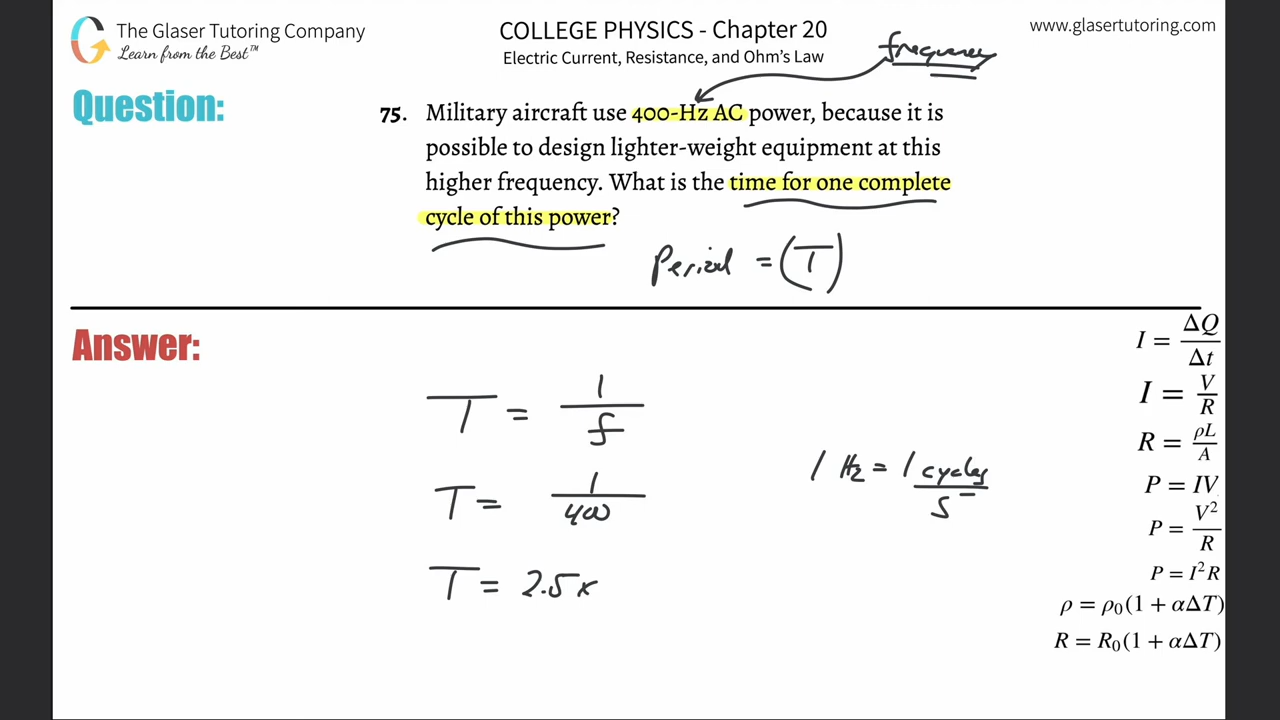 The Glaser Tutoring Company
Learn from the Best™
COLLEGE PHYSICS - Chapter 20
Electric Current, Resistance, and Ohm's Law
www.glasertutoring.com
frequency
Question:
75. Military aircraft use 400-Hz AC power, because it is
possible to design lighter-weight equipment at this
higher frequency. What is the time for one complete
cycle of this power?
Period = (T)
Answer:
T = 1/f
T = 1/400
T = 2.5x
1 Hz = 1 cycles/s
I = ΔQ/Δt
I = V/R
R = ρL/A
P = IV
P = V²/R
P = I²R
ρ = ρ₀(1 + αΔT)
R = R₀(1 + αΔT)